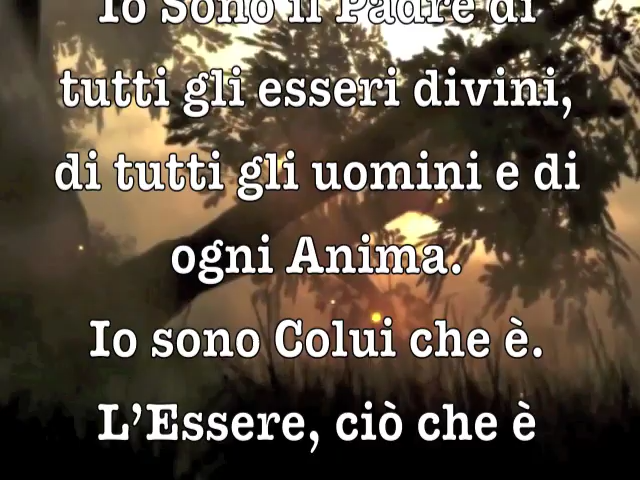 Io Sono il Padre di
tutti gli esseri divini,
di tutti gli uomini e di
ogni Anima.
Io sono Colui che è.
L’Essere, ciò che è